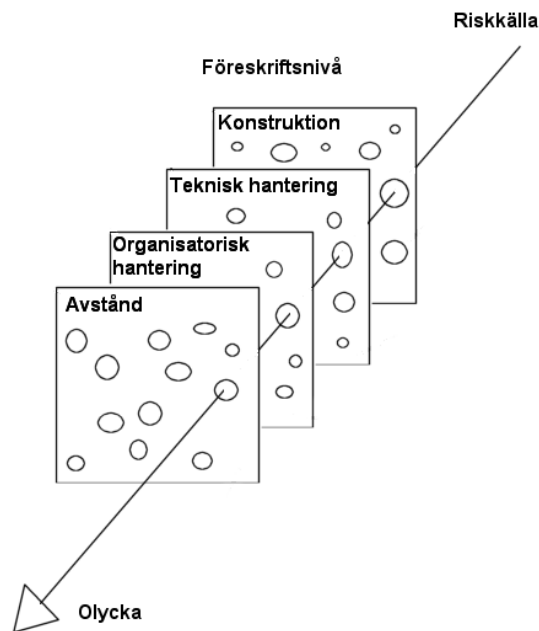 Riskkälla
Föreskriftsnivå
Konstruktion
Teknisk hantering
Organisatorisk
hantering
Avstånd
Olycka